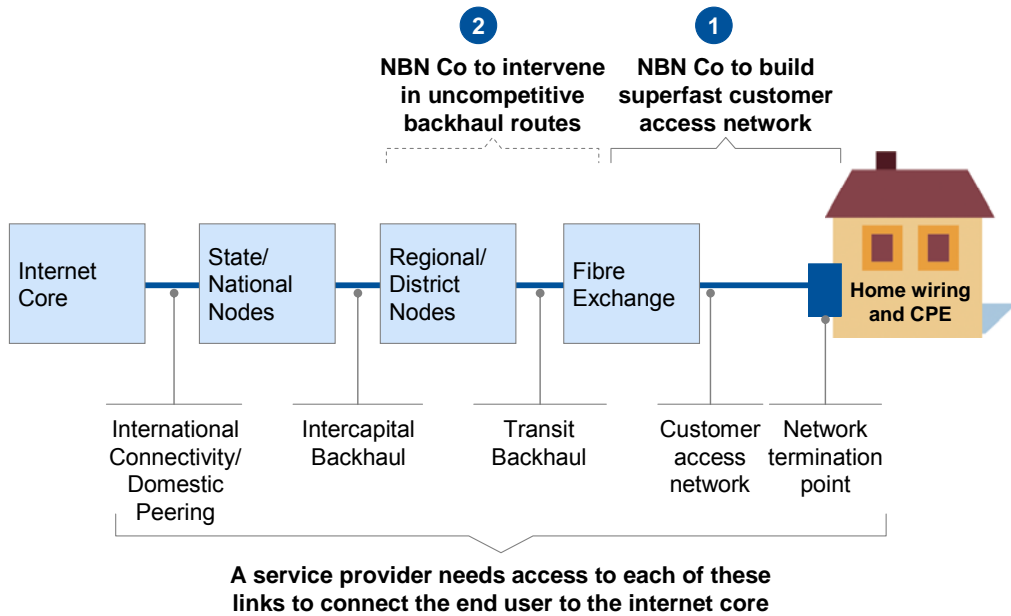 2
1
NBN Co to intervene
in uncompetitive
backhaul routes
NBN Co to build
superfast customer
access network
Internet
Core
State/
National
Nodes
Regional/
District
Nodes
Fibre
Exchange
Home wiring
and CPE
International
Connectivity/
Domestic
Peering
Intercapital
Backhaul
Transit
Backhaul
Customer
access
network
Network
termination
point
A service provider needs access to each of these
links to connect the end user to the internet core